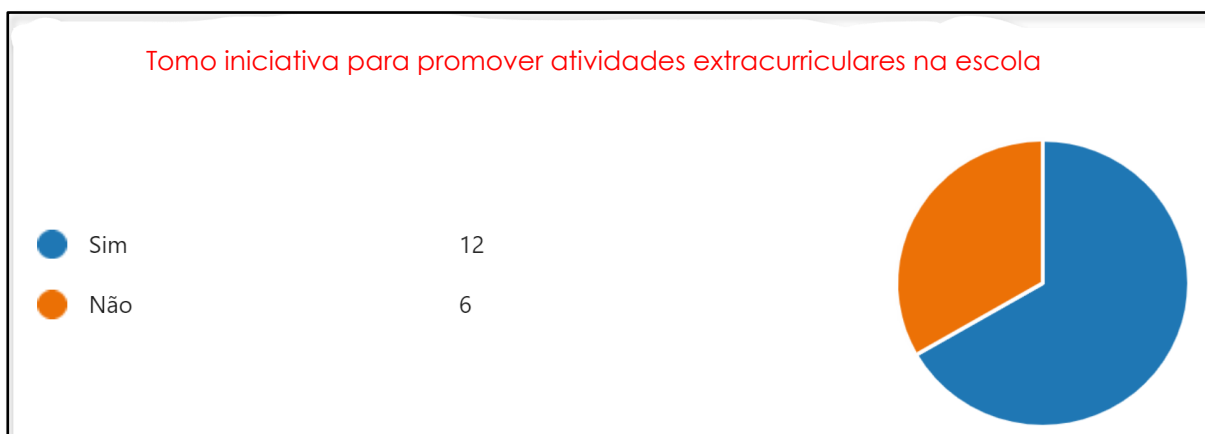 Tomo iniciativa para promover atividades extracurriculares na escola
Sim 12
Não 6